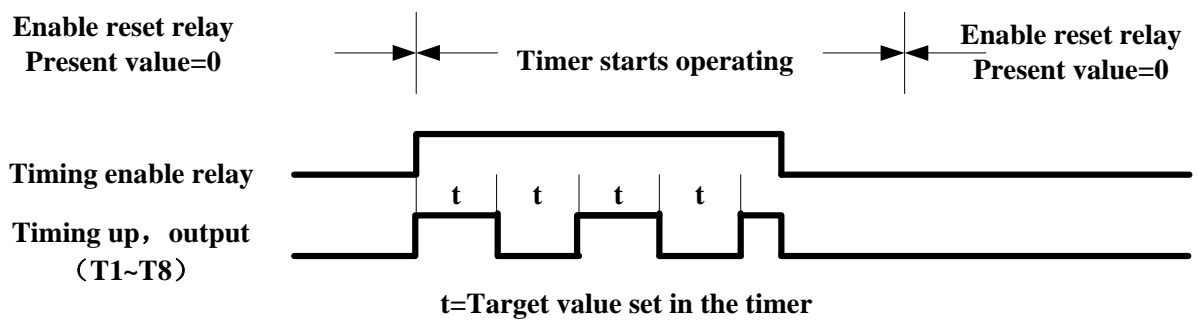 Enable reset relay
Present value=0
Timer starts operating
Enable reset relay
Present value=0
Timing enable relay
t t t t
Timing up，output
（T1~T8）
t=Target value set in the timer